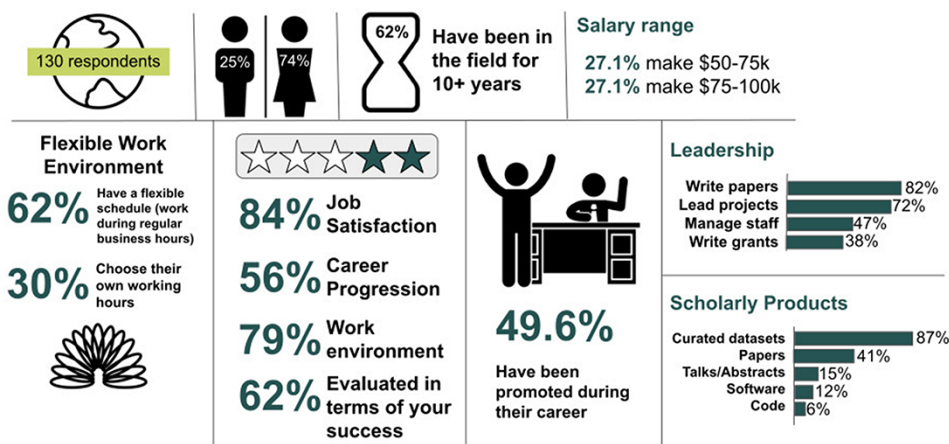 130 respondents
25%
74%
62%
Have been in
the field for
10+ years
Salary range
27.1% make $50-75k
27.1% make $75-100k
Flexible Work
Environment
62%
Have a flexible
schedule (work
during regular
business hours)
30%
Choose their
own working
hours
84% Job
Satisfaction
56% Career
Progression
79% Work
environment
62% Evaluated in
terms of your
success
49.6%
Have been
promoted during
their career
Leadership
Write papers 82%
Lead projects 72%
Manage staff 47%
Write grants 38%
Scholarly Products
Curated datasets 87%
Papers 41%
Talks/Abstracts 15%
Software 12%
Code 6%